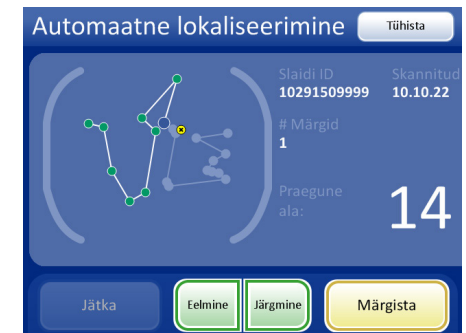 Automaatne lokaliseerimine
Tühista
Slaidi ID
10291509999
Skannitud
10.10.22
# Märgid
1
Praegune
ala:
14
Jätka
Eelmine
Järgmine
Märgista